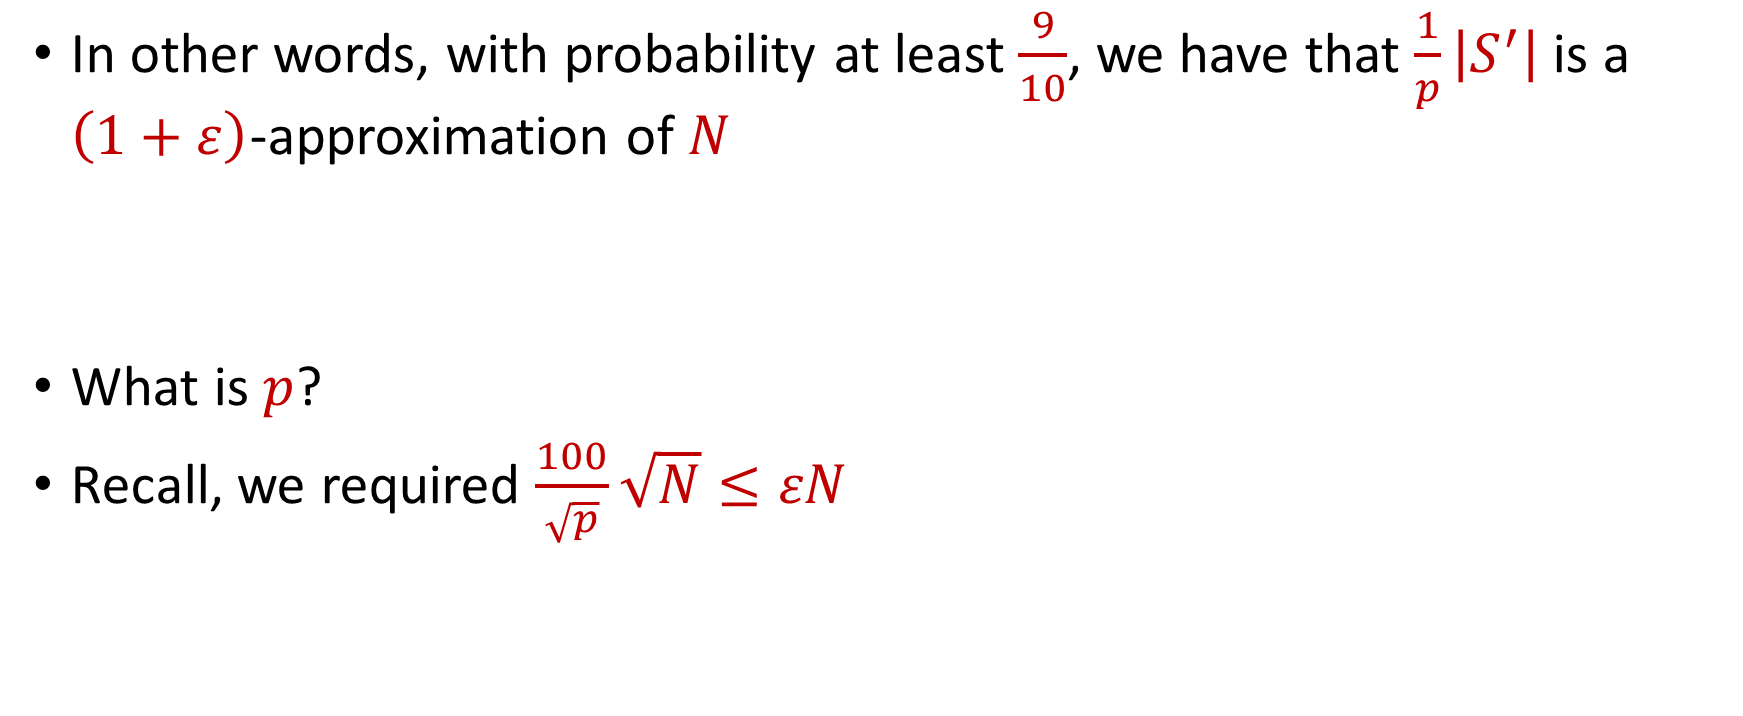 • In other words, with probability at least 9/10, we have that 1/p |S′| is a
(1 + ε)-approximation of N
• What is p?
• Recall, we required 100/√p √N ≤ εN